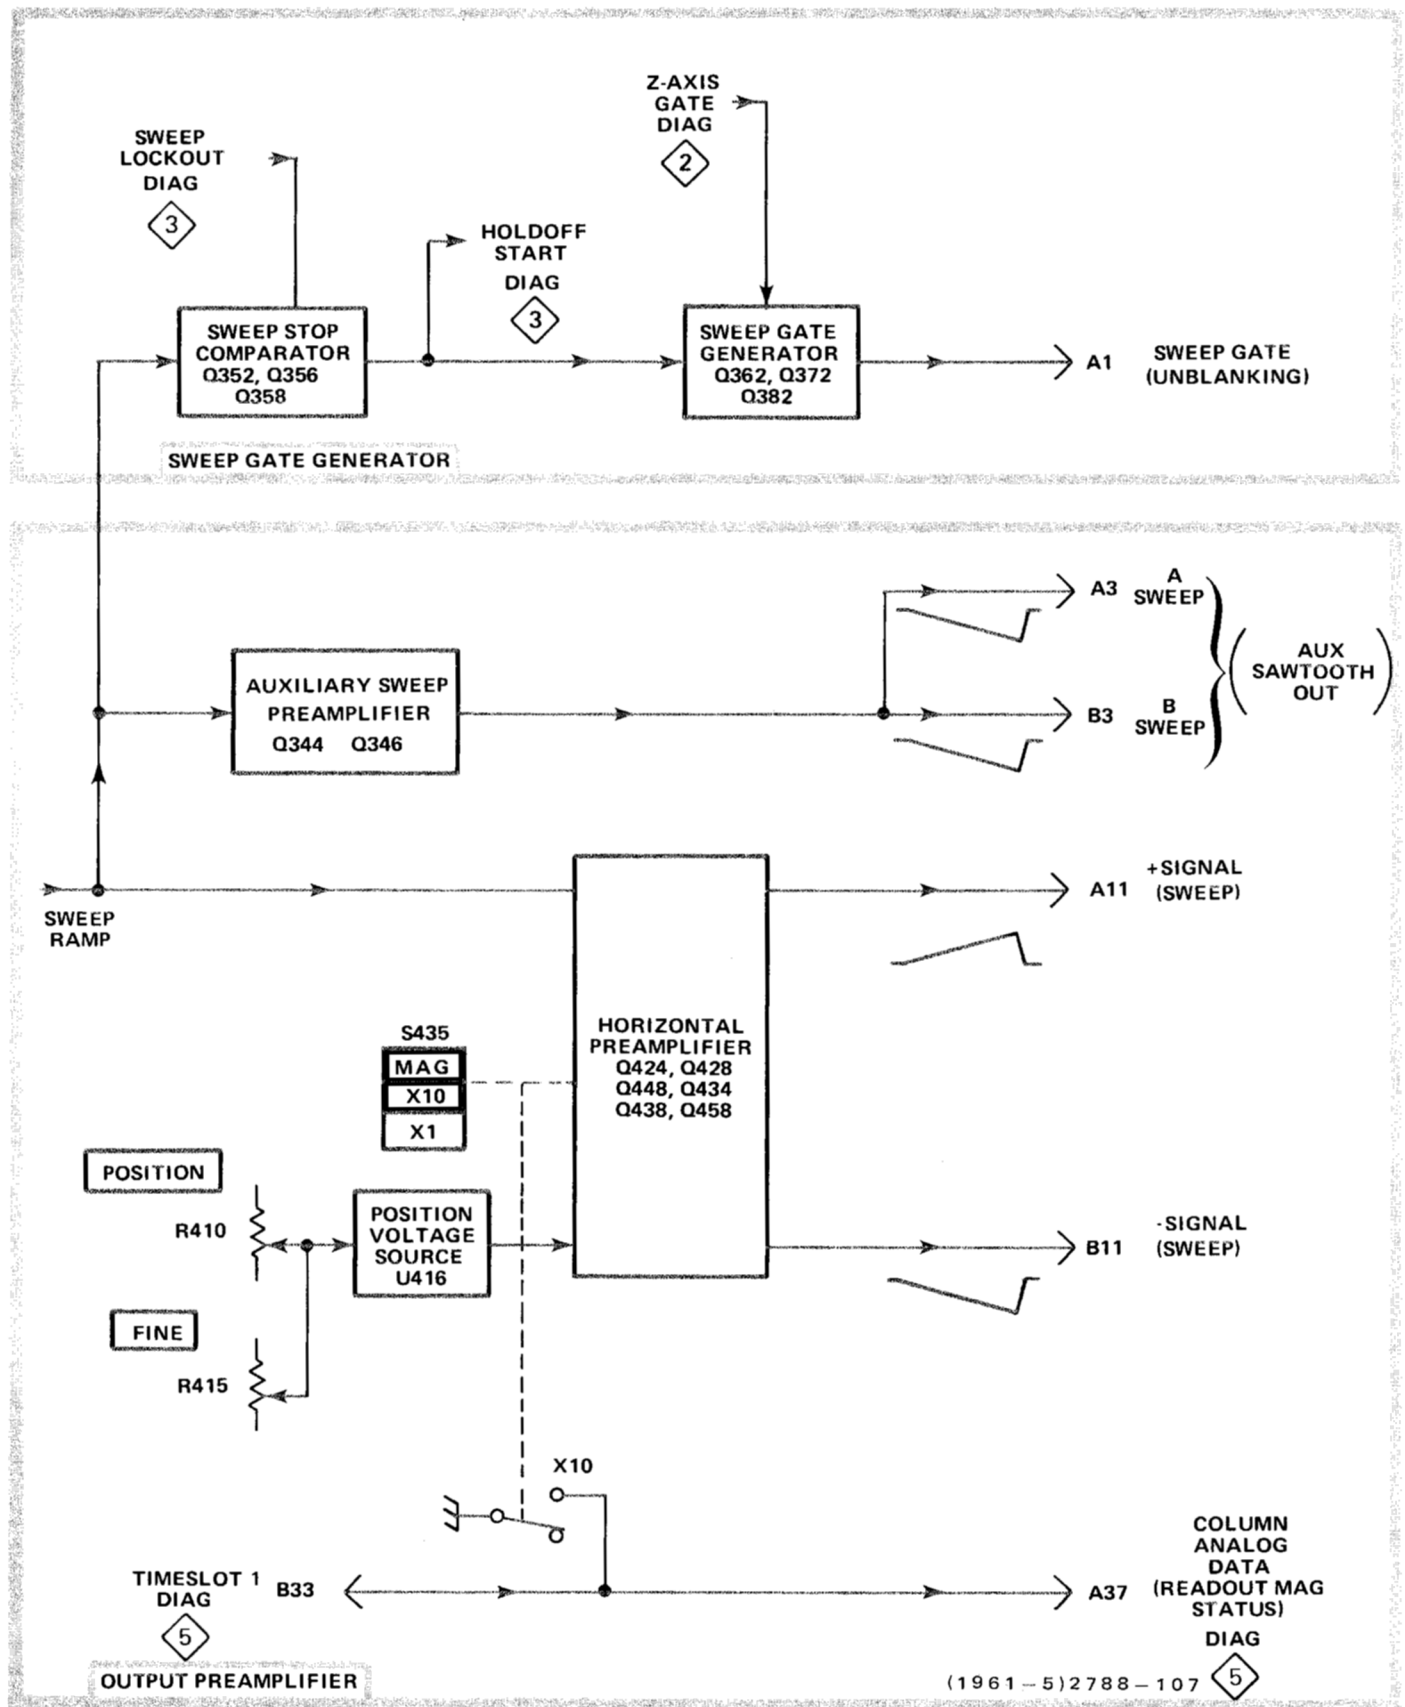 Z-AXIS
GATE
DIAG
2
SWEEP
LOCKOUT
DIAG
3
HOLDOFF
START
DIAG
3
SWEEP STOP
COMPARATOR
Q352, Q356
Q358
SWEEP GATE
GENERATOR
Q362, Q372
Q382
A1
SWEEP GATE
(UNBLANKING)
SWEEP GATE GENERATOR
A3
A
SWEEP
AUX
SAWTOOTH
OUT
AUXILIARY SWEEP
PREAMPLIFIER
Q344 Q346
B3
B
SWEEP
SWEEP
RAMP
A11
+SIGNAL
(SWEEP)
HORIZONTAL
PREAMPLIFIER
Q424, Q428
Q448, Q434
Q438, Q458
S435
MAG
X10
X1
POSITION
R410
POSITION
VOLTAGE
SOURCE
U416
B11
-SIGNAL
(SWEEP)
FINE
R415
X10
TIMESLOT 1
DIAG
5
B33
A37
COLUMN
ANALOG
DATA
(READOUT MAG
STATUS)
DIAG
5
OUTPUT PREAMPLIFIER
(1961-5)2788-107